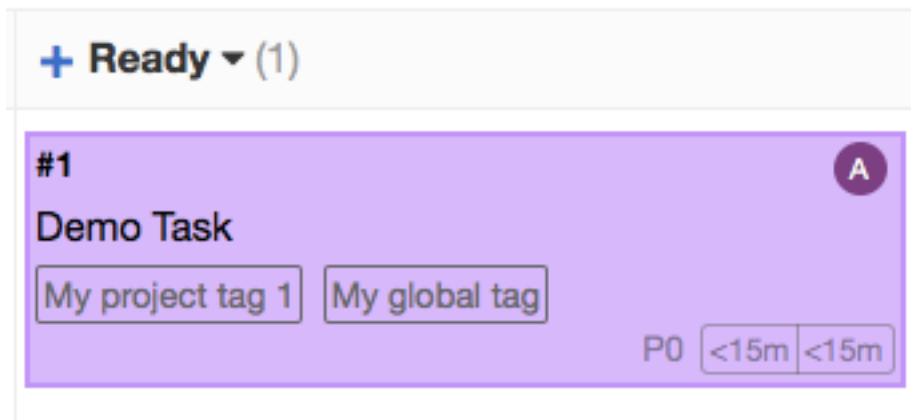 + Ready (1)
#1 A
Demo Task
My project tag 1 My global tag
P0 <15m <15m